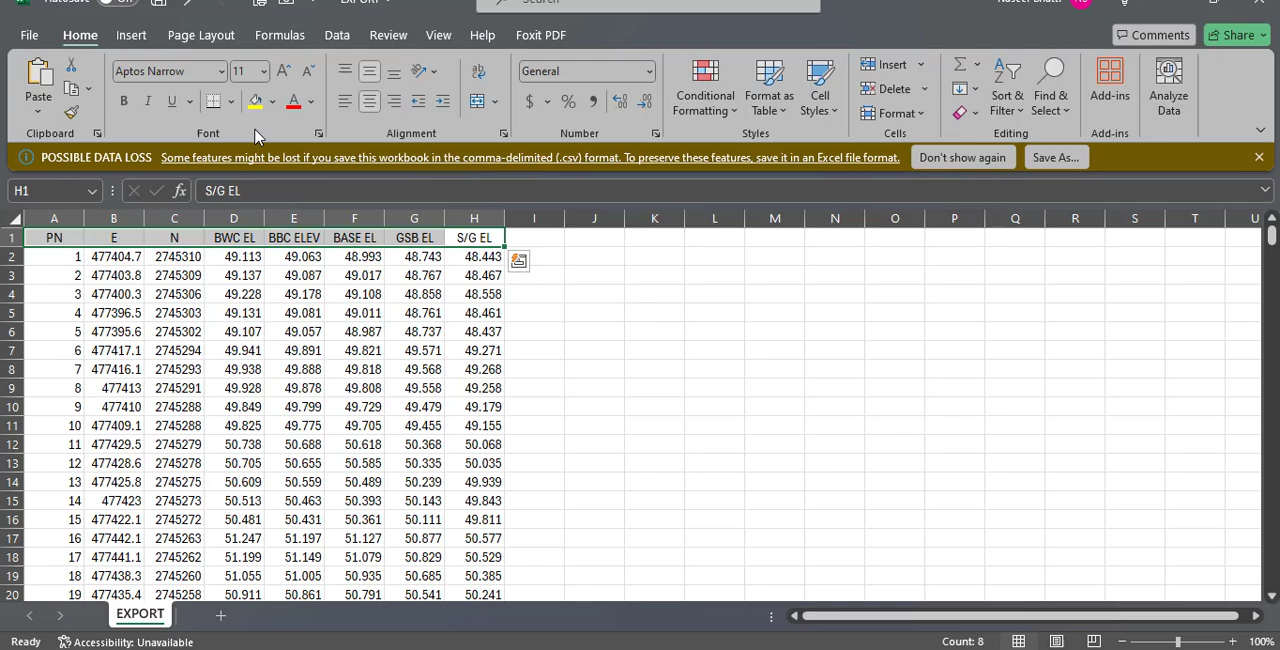 File Home Insert Page Layout Formulas Data Review View Help Foxit PDF Comments Share
Paste Aptos Narrow 11 General Conditional Formatting Format as Table Cell Styles Insert Delete Format Sort & Filter Find & Select Add-ins Analyze Data
Clipboard Font Alignment Number Styles Cells Editing Add-ins
POSSIBLE DATA LOSS Some features might be lost if you save this workbook in the comma-delimited (.csv) format. To preserve these features, save it in an Excel file format. Don't show again Save As...
H1 fx S/G EL
A B C D E F G H I J K L M N O P Q R S T U
1 PN E N BWC EL BBC ELEV BASE EL GSB EL S/G EL
2 1 477404.7 2745310 49.113 49.063 48.993 48.743 48.443
3 2 477403.8 2745309 49.137 49.087 49.017 48.767 48.467
4 3 477400.3 2745306 49.228 49.178 49.108 48.858 48.558
5 4 477396.5 2745303 49.131 49.081 49.011 48.761 48.461
6 5 477395.6 2745302 49.107 49.057 48.987 48.737 48.437
7 6 477417.1 2745294 49.941 49.891 49.821 49.571 49.271
8 7 477416.1 2745293 49.938 49.888 49.818 49.568 49.268
9 8 477413 2745291 49.928 49.878 49.808 49.558 49.258
10 9 477410 2745288 49.849 49.799 49.729 49.479 49.179
11 10 477409.1 2745288 49.825 49.775 49.705 49.455 49.155
12 11 477429.5 2745279 50.738 50.688 50.618 50.368 50.068
13 12 477428.6 2745278 50.705 50.655 50.585 50.335 50.035
14 13 477425.8 2745275 50.609 50.559 50.489 50.239 49.939
15 14 477423 2745273 50.513 50.463 50.393 50.143 49.843
16 15 477422.1 2745272 50.481 50.431 50.361 50.111 49.811
17 16 477442.1 2745263 51.247 51.197 51.127 50.877 50.577
18 17 477441.1 2745262 51.199 51.149 51.079 50.829 50.529
19 18 477438.3 2745260 51.055 51.005 50.935 50.685 50.385
20 19 477435.4 2745258 50.911 50.861 50.791 50.541 50.241
EXPORT
Ready Accessibility: Unavailable Count: 8 100%